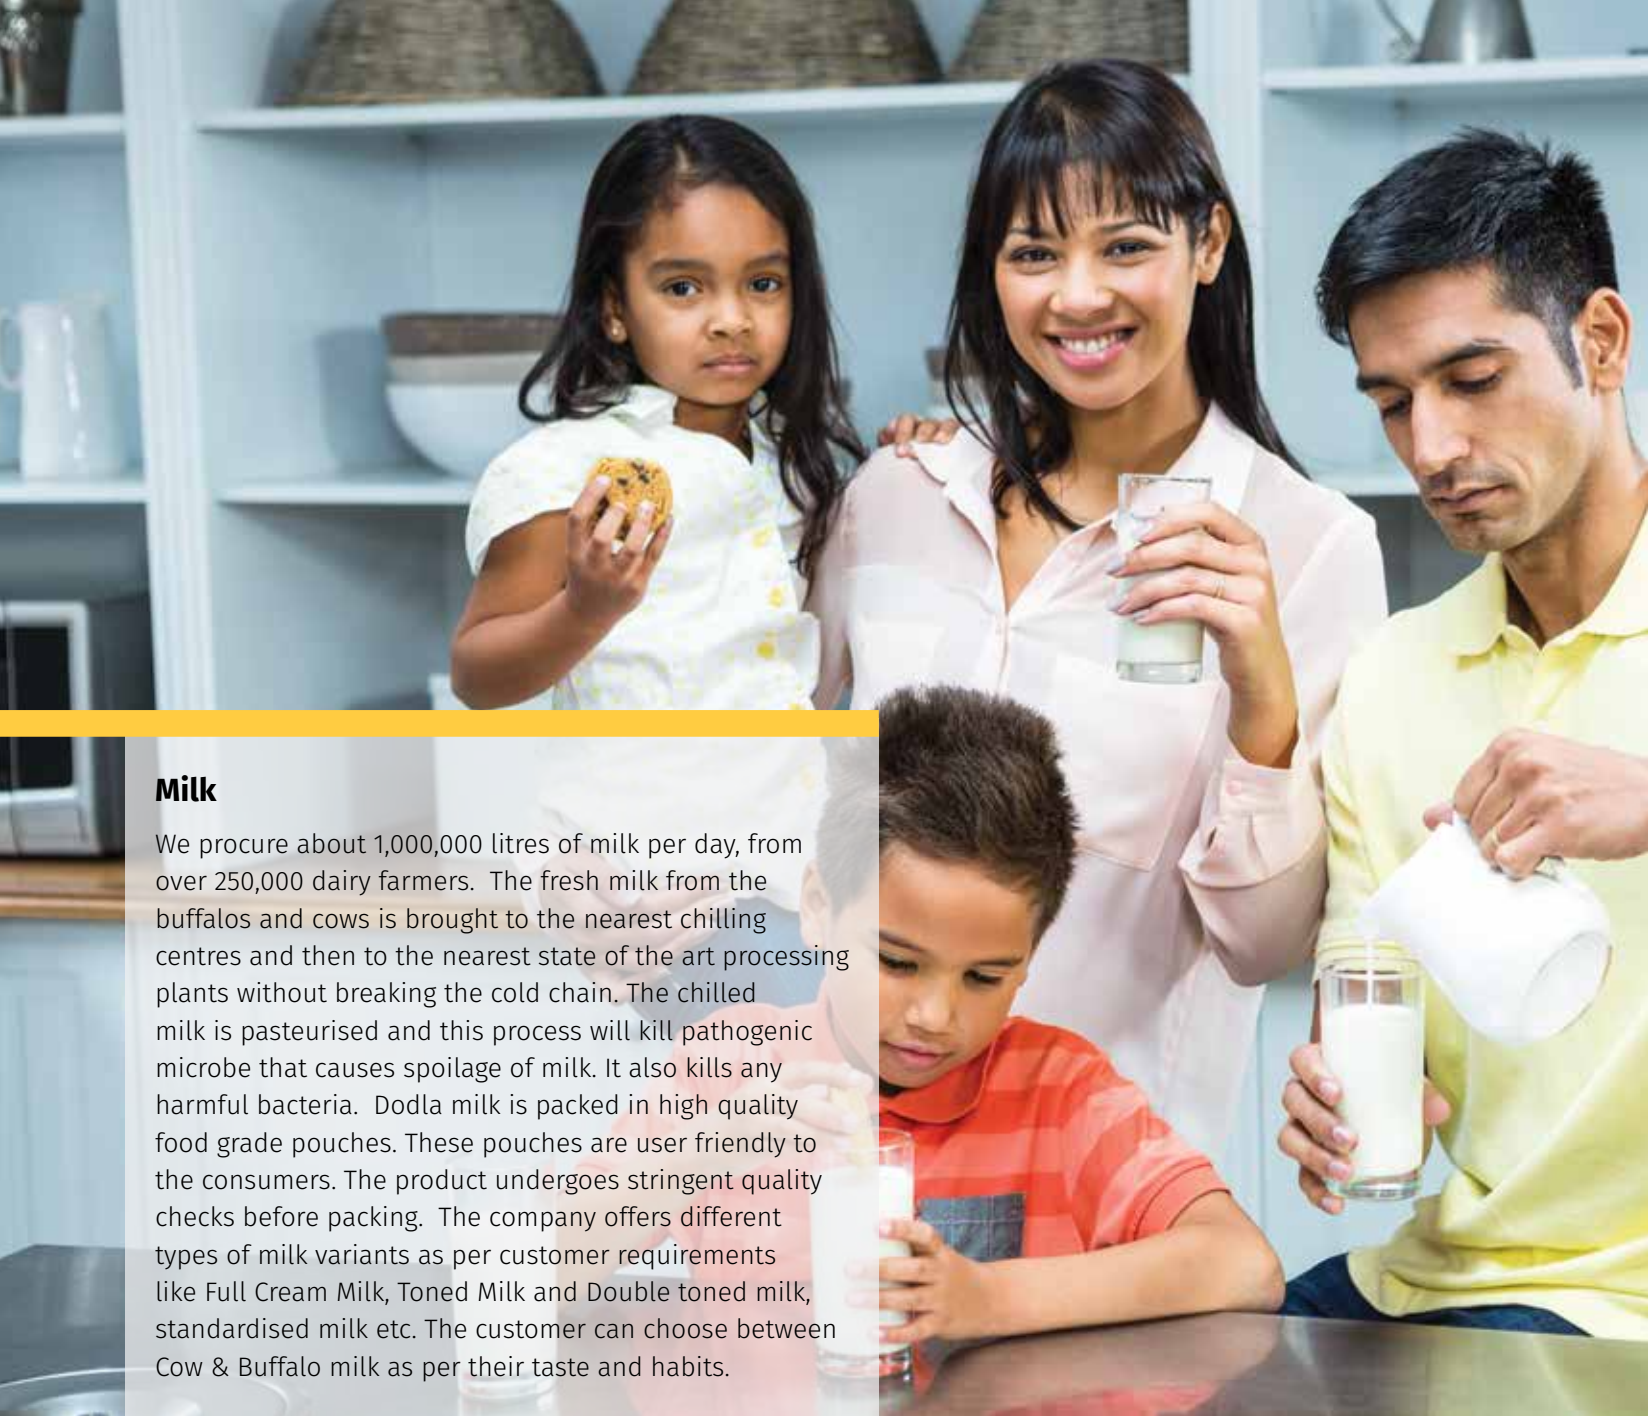 Milk
We procure about 1,000,000 litres of milk per day, from
over 250,000 dairy farmers.  The fresh milk from the
buffalos and cows is brought to the nearest chilling
centres and then to the nearest state of the art processing
plants without breaking the cold chain. The chilled
milk is pasteurised and this process will kill pathogenic
microbe that causes spoilage of milk. It also kills any
harmful bacteria.  Dodla milk is packed in high quality
food grade pouches. These pouches are user friendly to
the consumers. The product undergoes stringent quality
checks before packing.  The company offers different
types of milk variants as per customer requirements
like Full Cream Milk, Toned Milk and Double toned milk,
standardised milk etc. The customer can choose between
Cow & Buffalo milk as per their taste and habits.